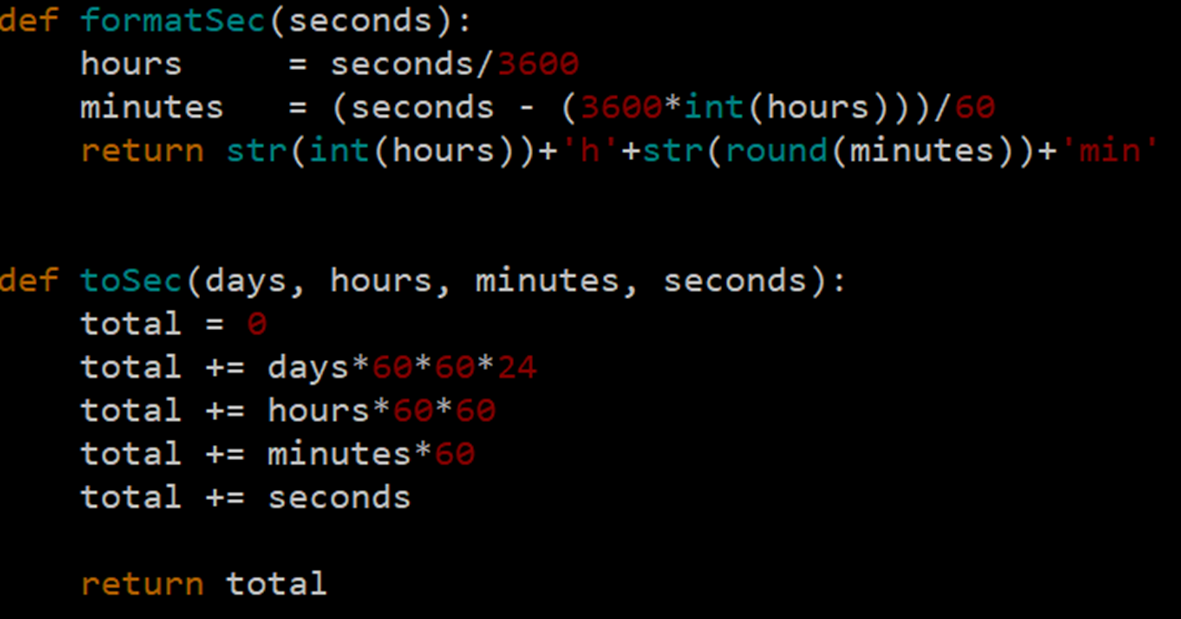 def formatSec(seconds):
    hours     = seconds/3600
    minutes   = (seconds - (3600*int(hours)))/60
    return str(int(hours))+'h'+str(round(minutes))+'min'
def toSec(days, hours, minutes, seconds):
    total = 0
    total += days*60*60*24
    total += hours*60*60
    total += minutes*60
    total += seconds
    return total